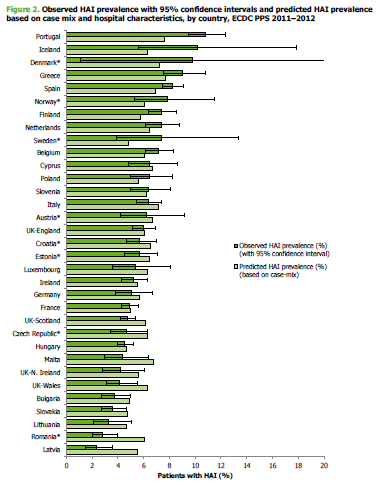 Figure 2. Observed HAI prevalence with 95% confidence intervals and predicted HAI prevalence
based on case mix and hospital characteristics, by country, ECDC PPS 2011–2012
Portugal
Iceland
Denmark*
Greece
Spain
Norway*
Finland
Netherlands
Sweden*
Belgium
Cyprus
Poland
Slovenia
Italy
Austria*
UK-England
Croatia*
Estonia*
Luxembourg
Ireland
Germany
France
UK-Scotland
Czech Republic*
Hungary
Malta
UK-N. Ireland
UK-Wales
Bulgaria
Slovakia
Lithuania
Romania*
Latvia
Observed HAI prevalence (%)
(with 95% confidence interval)
Predicted HAI prevalence (%)
(based on case-mix)
0 2 4 6 8 10 12 14 16 18 20
Patients with HAI (%)